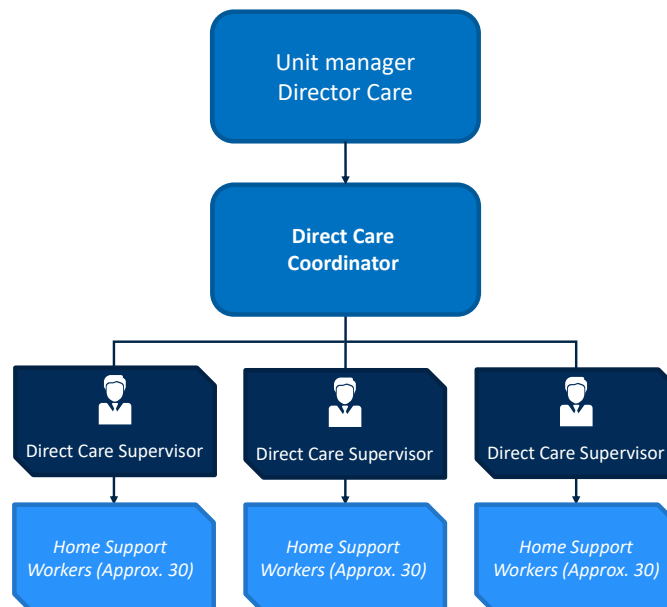 Unit manager
Director Care
Direct Care
Coordinator
Direct Care Supervisor
Direct Care Supervisor
Direct Care Supervisor
Home Support
Workers (Approx. 30)
Home Support
Workers (Approx. 30)
Home Support
Workers (Approx. 30)